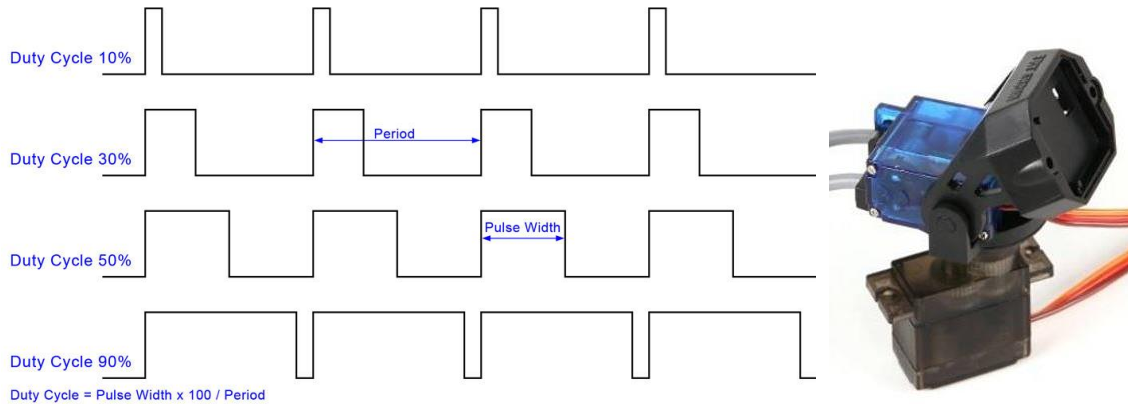 Duty Cycle 10%
Duty Cycle 30%
Period
Duty Cycle 50%
Pulse Width
Duty Cycle 90%
Duty Cycle = Pulse Width x 100 / Period